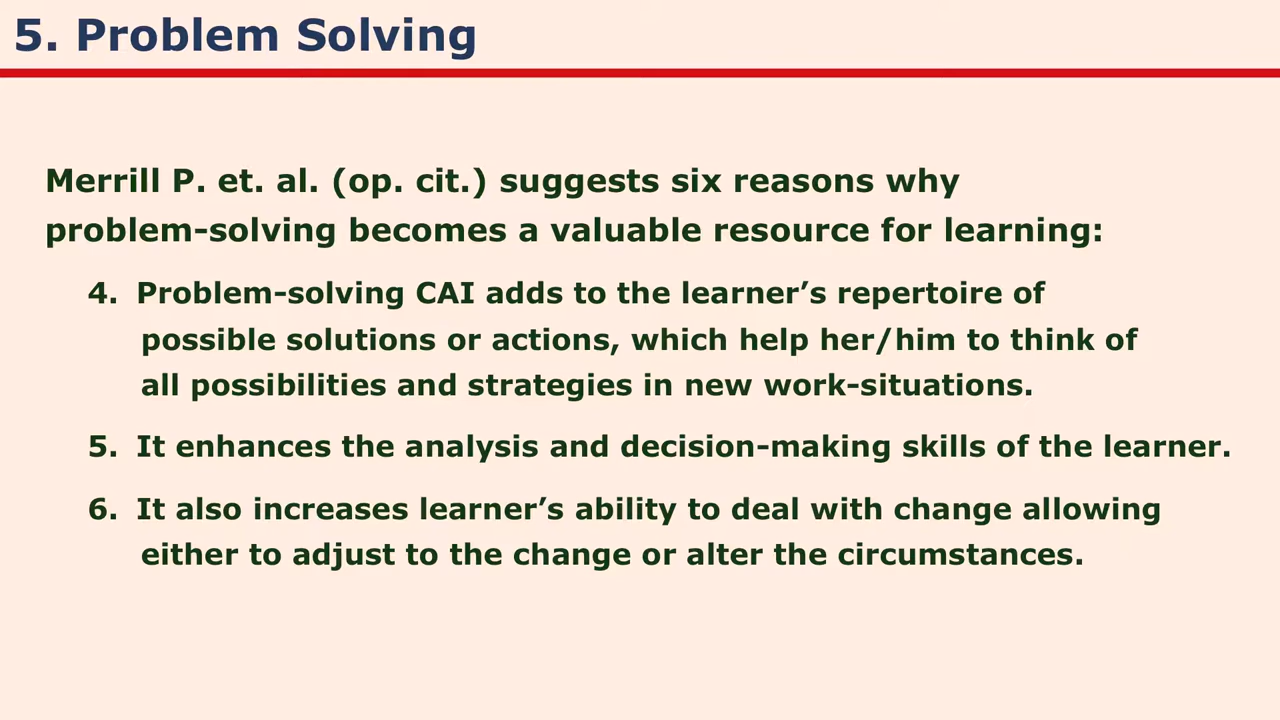 5. Problem Solving
Merrill P. et. al. (op. cit.) suggests six reasons why
problem-solving becomes a valuable resource for learning:
4. Problem-solving CAI adds to the learner’s repertoire of
possible solutions or actions, which help her/him to think of
all possibilities and strategies in new work-situations.
5. It enhances the analysis and decision-making skills of the learner.
6. It also increases learner’s ability to deal with change allowing
either to adjust to the change or alter the circumstances.